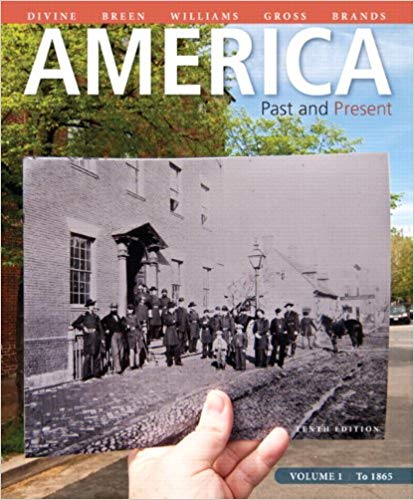 DIVINE BREEN WILLIAMS GROSS BRANDS
AMERICA
Past and Present
TENTH EDITION
VOLUME 1 | To 1865